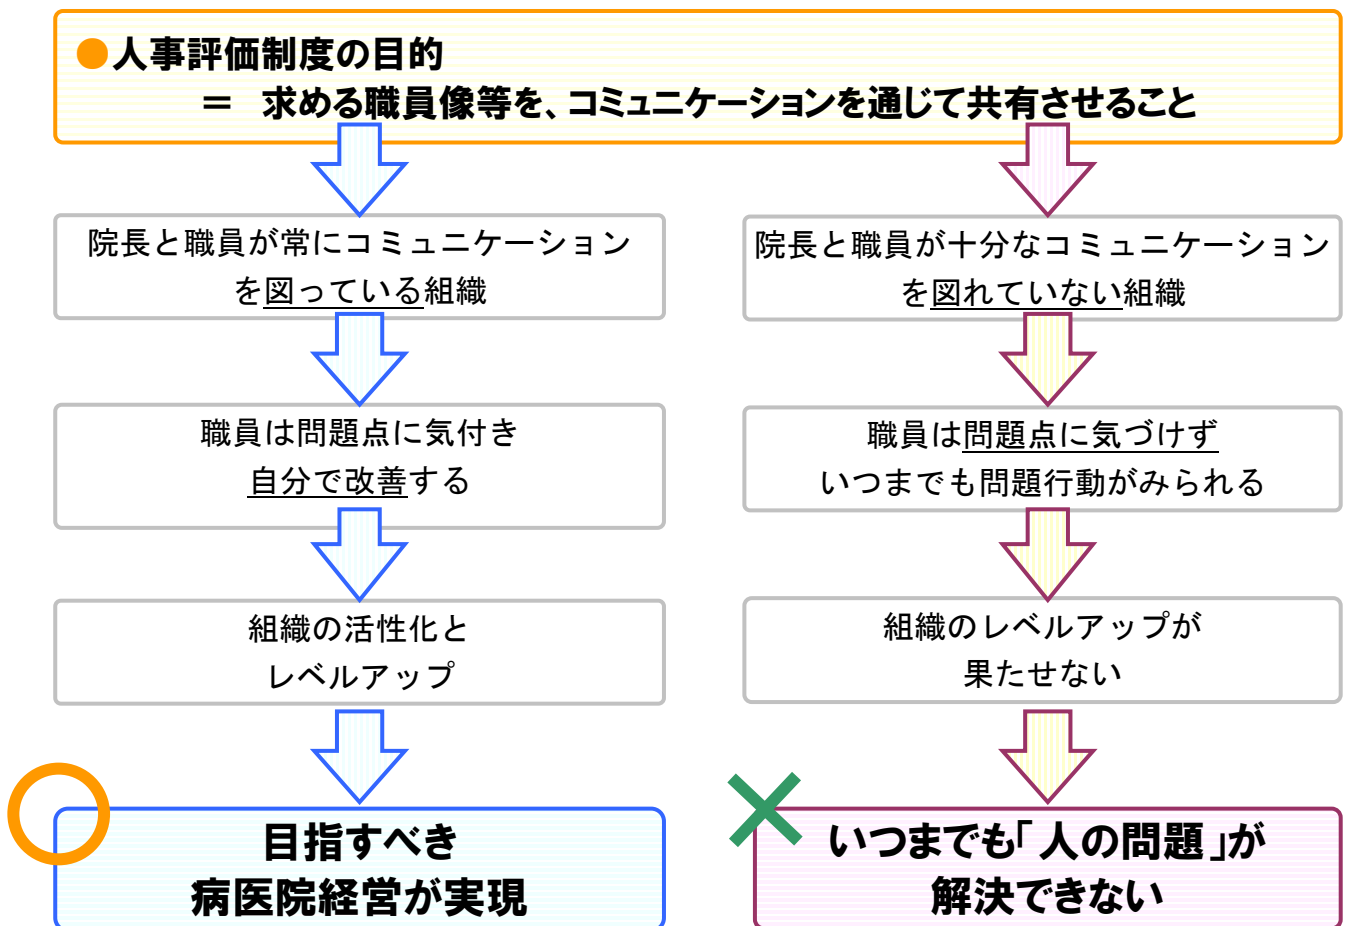 ●人事評価制度の目的
＝ 求める職員像等を、コミュニケーションを通じて共有させること
院長と職員が常にコミュニケーション
を図っている組織
職員は問題点に気付き
自分で改善する
組織の活性化と
レベルアップ
目指すべき
病医院経営が実現
院長と職員が十分なコミュニケーション
を図れていない組織
職員は問題点に気づけず
いつまでも問題行動がみられる
組織のレベルアップが
果たせない
いつまでも「人の問題」が
解決できない